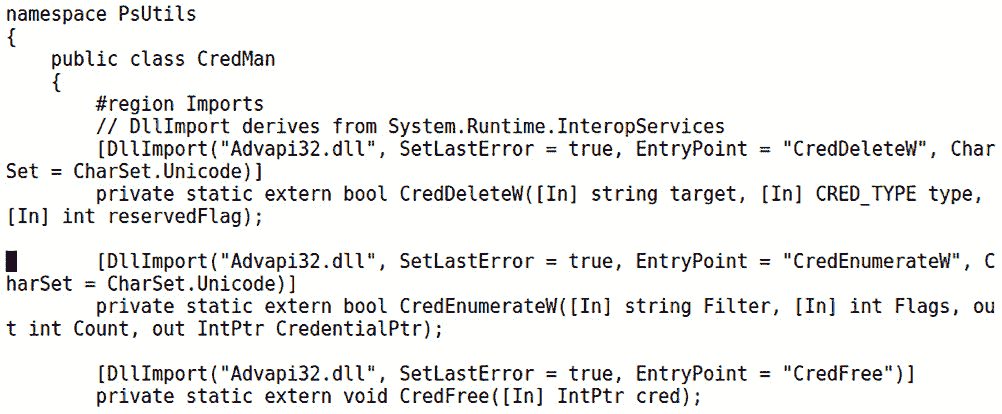 namespace PsUtils
{
    public class CredMan
    {
        #region Imports
        // DllImport derives from System.Runtime.InteropServices
        [DllImport("Advapi32.dll", SetLastError = true, EntryPoint = "CredDeleteW", Char
Set = CharSet.Unicode)]
        private static extern bool CredDeleteW([In] string target, [In] CRED_TYPE type,
[In] int reservedFlag);

        [DllImport("Advapi32.dll", SetLastError = true, EntryPoint = "CredEnumerateW", C
harSet = CharSet.Unicode)]
        private static extern bool CredEnumerateW([In] string Filter, [In] int Flags, ou
t int Count, out IntPtr CredentialPtr);

        [DllImport("Advapi32.dll", SetLastError = true, EntryPoint = "CredFree")]
        private static extern void CredFree([In] IntPtr cred);